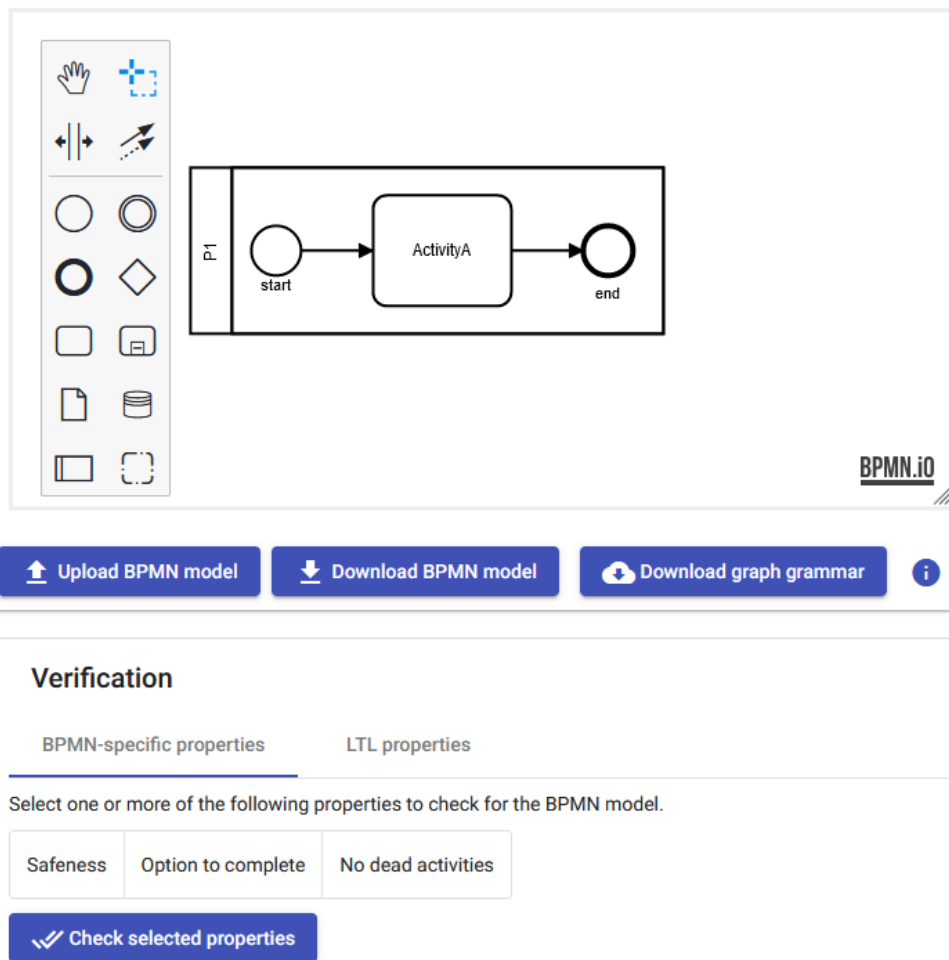 P1
start
ActivityA
end
BPMN.iO
Upload BPMN model
Download BPMN model
Download graph grammar
i
Verification
BPMN-specific properties
LTL properties
Select one or more of the following properties to check for the BPMN model.
Safeness
Option to complete
No dead activities
Check selected properties